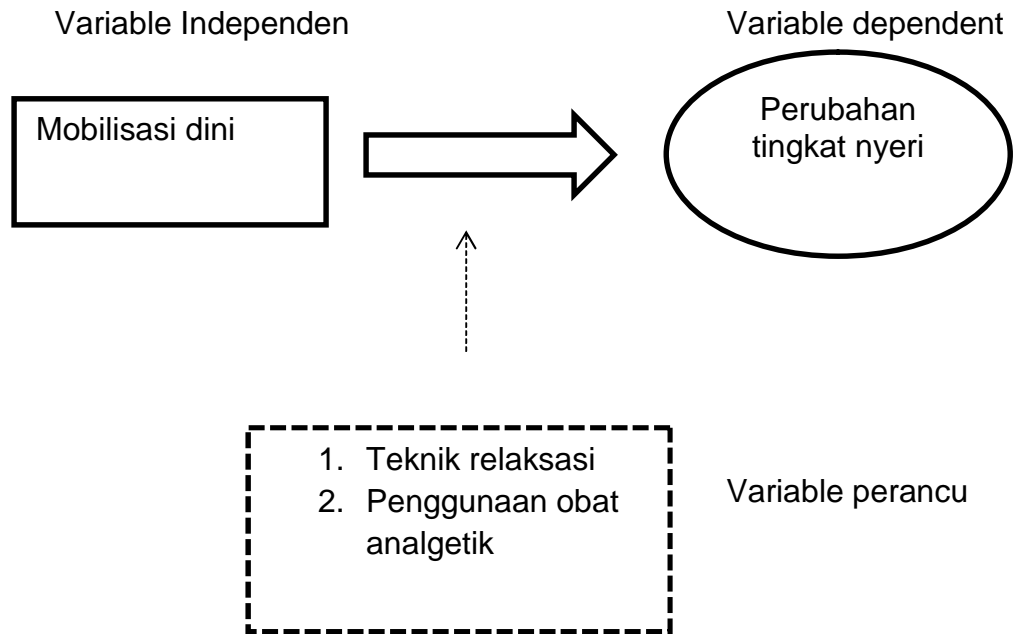 Variable Independen
Variable dependent
Mobilisasi dini
Perubahan
tingkat nyeri
1. Teknik relaksasi
2. Penggunaan obat
analgetik
Variable perancu